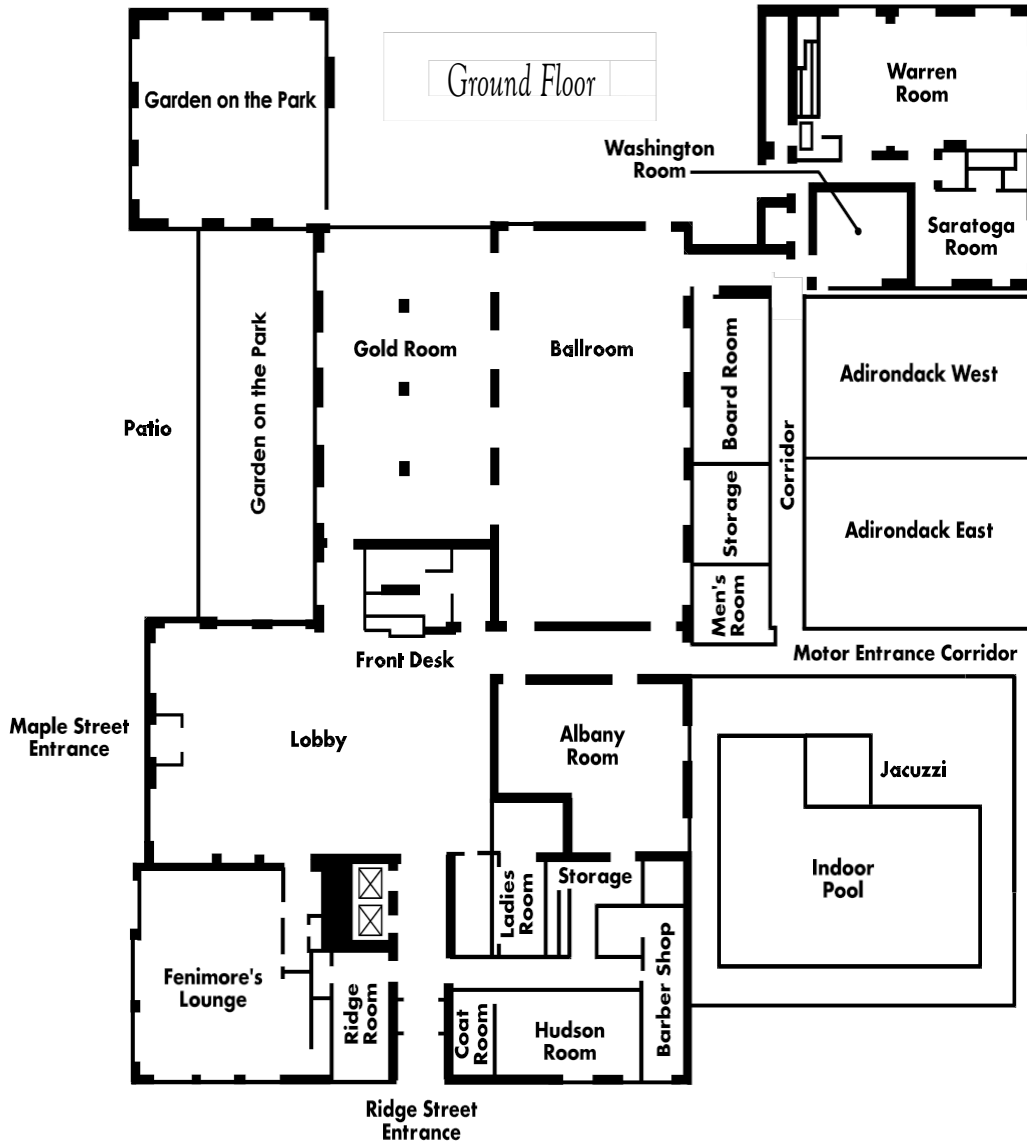 Ground Floor
Garden on the Park
Warren
Room
Washington
Room
Saratoga
Room
Garden on the Park
Gold Room
Ballroom
Board Room
Adirondack West
Patio
Corridor
Storage
Adirondack East
Men's
Room
Front Desk
Motor Entrance Corridor
Maple Street
Entrance
Lobby
Albany
Room
Jacuzzi
Indoor
Pool
Storage
Ladies
Room
Fenimore's
Lounge
Ridge
Room
Coat
Room
Hudson
Room
Barber Shop
Ridge Street
Entrance